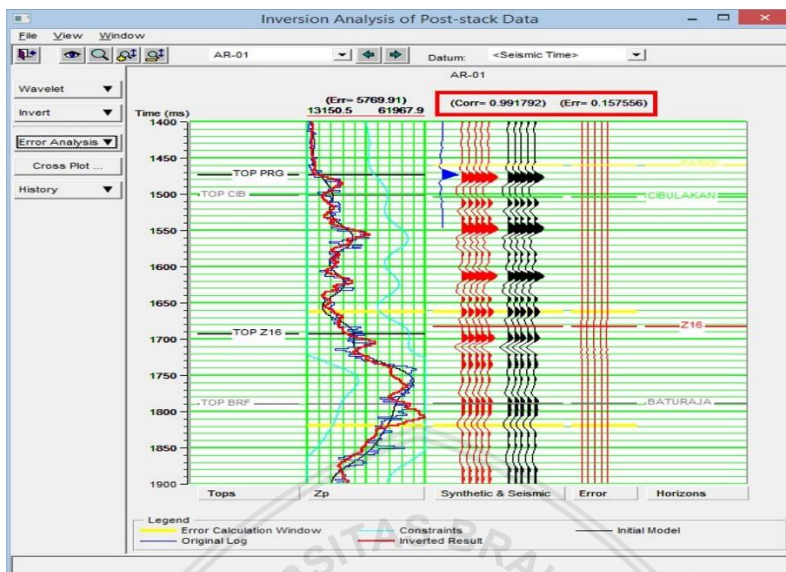 Inversion Analysis of Post-stack Data
File View Window
AR-01
Datum: <Seismic Time>
AR-01
Wavelet
Invert
Error Analysis
Cross Plot ...
History
(Err= 5769.91)
(Corr= 0.991792) (Err= 0.157556)
Time (ms)
13150.5 61967.9
1400
1450
TOP PRG
1500
TOP CIB
CIBULAKAN
1550
1600
1650
Z16
TOP Z16
1700
1750
1800
TOP BRF
BATURAJA
1850
1900
Tops Zp Synthetic & Seismic Error Horizons
Legend
Error Calculation Window
Constraints
Initial Model
Original Log
Inverted Result